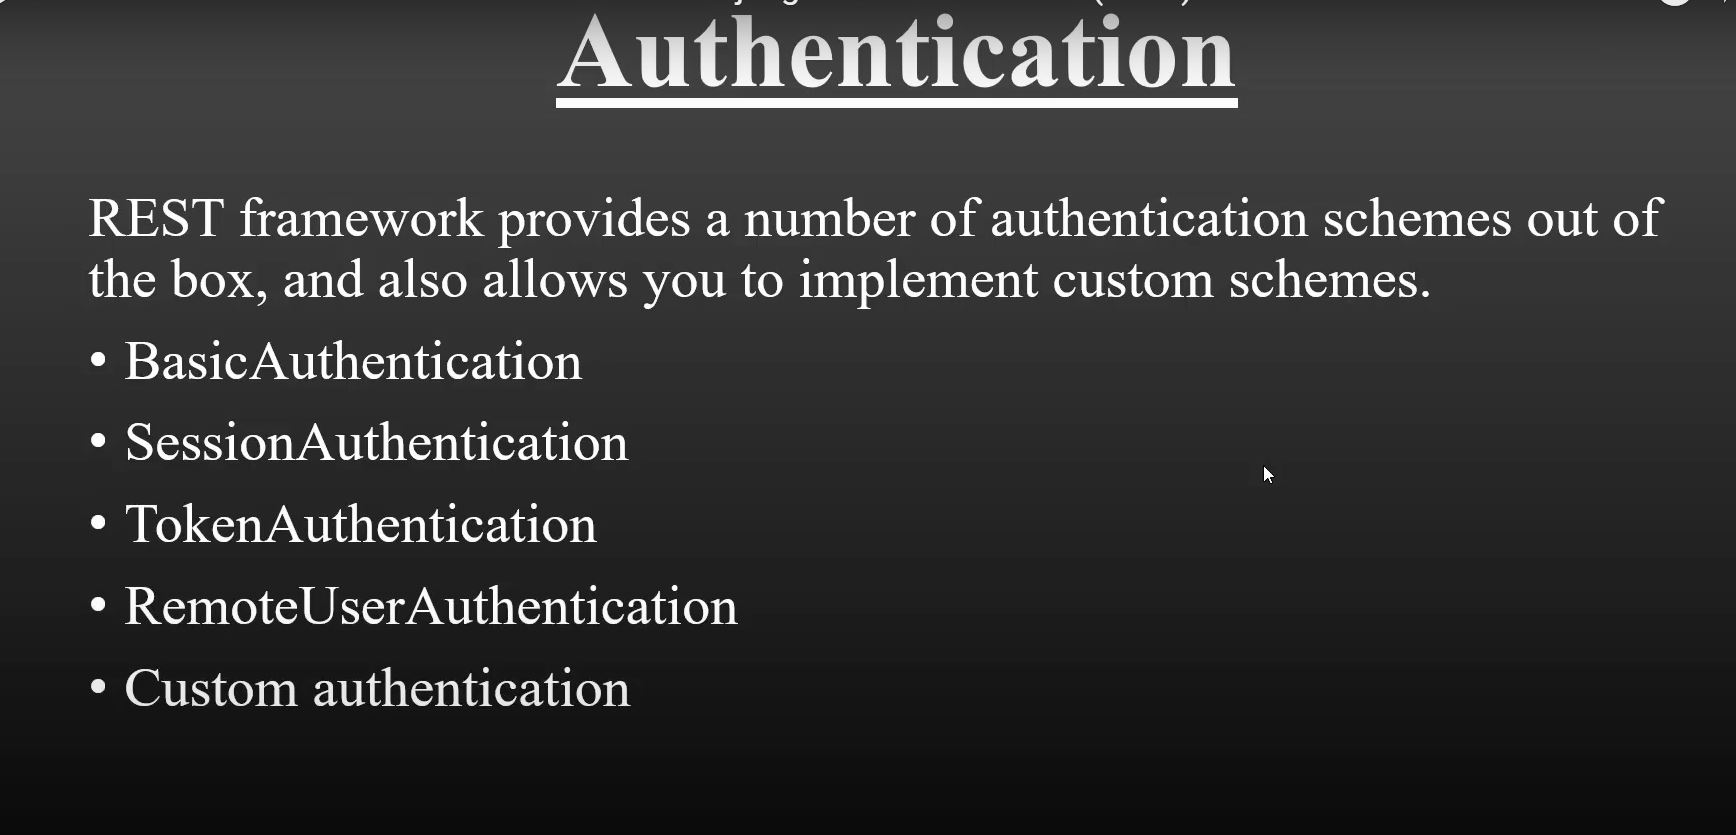 Authentication
REST framework provides a number of authentication schemes out of
the box, and also allows you to implement custom schemes.
• BasicAuthentication
• SessionAuthentication
• TokenAuthentication
• RemoteUserAuthentication
• Custom authentication